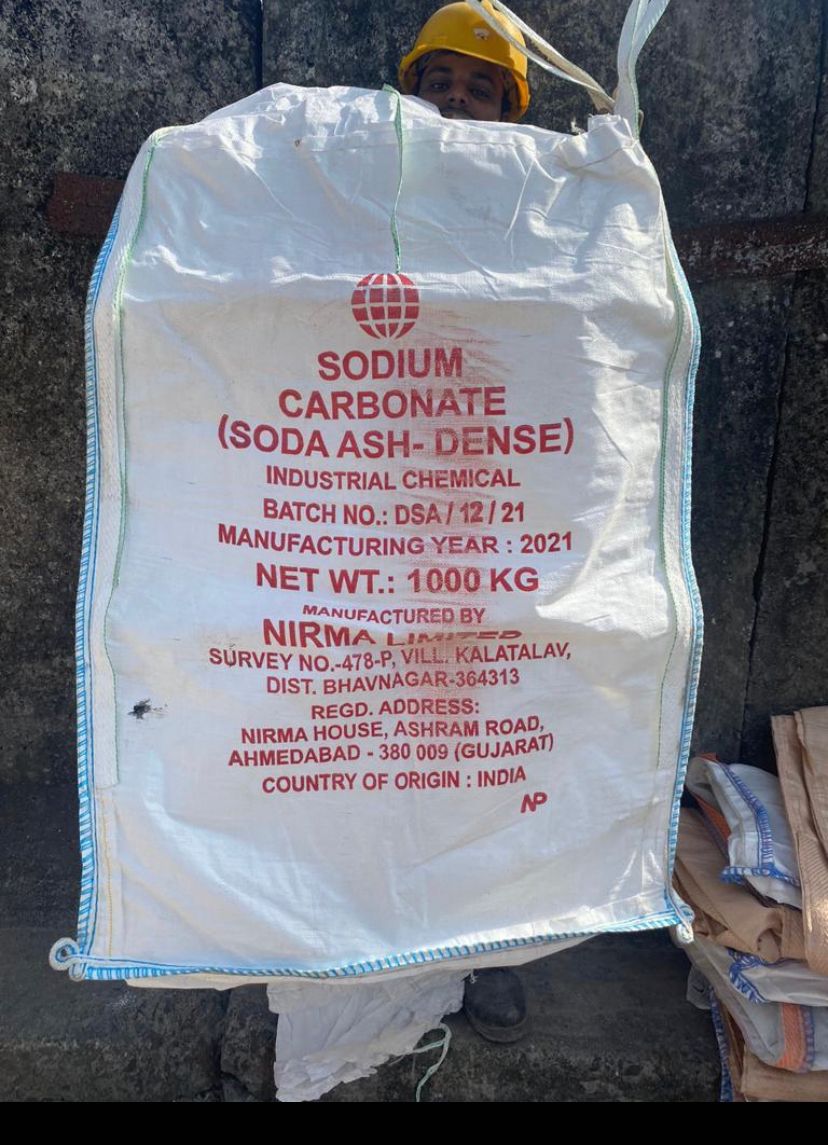 SODIUM
CARBONATE
(SODA ASH- DENSE)
INDUSTRIAL CHEMICAL
BATCH NO.: DSA / 12 / 21
MANUFACTURING YEAR : 2021
NET WT.: 1000 KG
MANUFACTURED BY
NIRMA LIMITED
SURVEY NO.-478-P, VILL. KALATALAV,
DIST. BHAVNAGAR-364313
REGD. ADDRESS:
NIRMA HOUSE, ASHRAM ROAD,
AHMEDABAD - 380 009 (GUJARAT)
COUNTRY OF ORIGIN : INDIA
NP